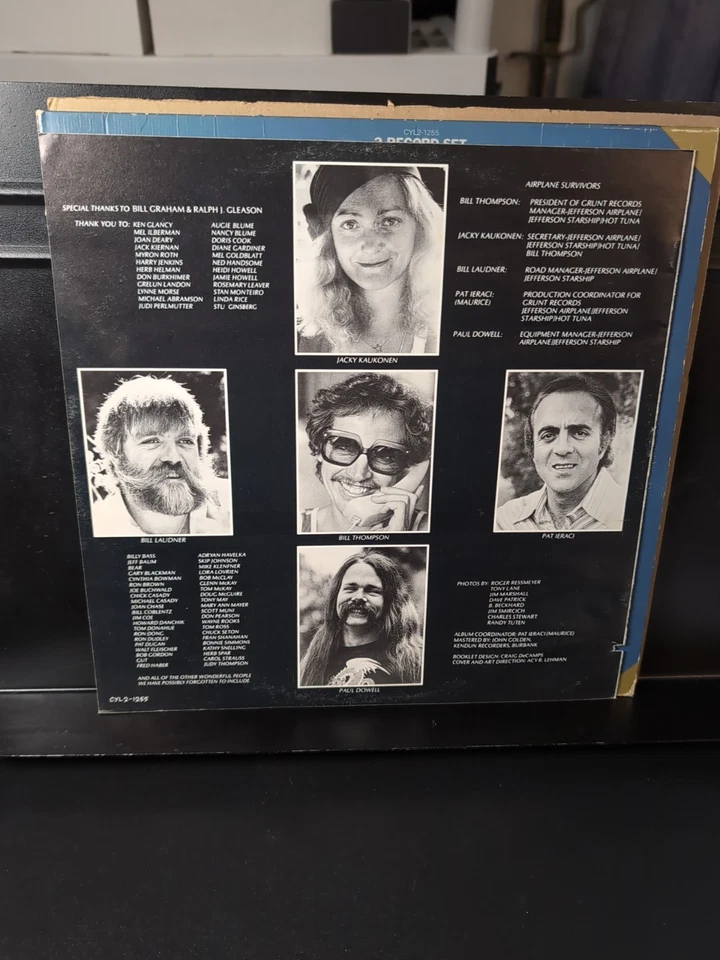 CYL2-1255
2 RECORD SET
SPECIAL THANKS TO BILL GRAHAM & RALPH J. GLEASON
THANK YOU TO: KEN GLANCY
MEL ILBERMAN
JOAN DEARY
JACK KIERNAN
MYRON ROTH
HARRY JENKINS
HERB HELMAN
DON BURKHIMER
GRELUN LANDON
LYNNE MORSE
MICHAEL ABRAMSON
JUDI PERLMUTTER
AUGIE BLUME
NANCY BLUME
DORIS COOK
DIANE GARDINER
MEL GOLDBLATT
NED HANDSOME
HEIDI HOWELL
JAMIE HOWELL
ROSEMARY LEAVER
STAN MONTEIRO
LINDA RICE
STU GINSBERG
JACKY KAUKONEN
AIRPLANE SURVIVORS
BILL THOMPSON: PRESIDENT OF GRUNT RECORDS
MANAGER-JEFFERSON AIRPLANE/
JEFFERSON STARSHIP/HOT TUNA
JACKY KAUKONEN: SECRETARY-JEFFERSON AIRPLANE/
JEFFERSON STARSHIP/HOT TUNA/
BILL THOMPSON
BILL LAUDNER: ROAD MANAGER-JEFFERSON AIRPLANE/
JEFFERSON STARSHIP
PAT IERACI: PRODUCTION COORDINATOR FOR
(MAURICE) GRUNT RECORDS
JEFFERSON AIRPLANE/JEFFERSON
STARSHIP/HOT TUNA
PAUL DOWELL: EQUIPMENT MANAGER-JEFFERSON
AIRPLANE/JEFFERSON STARSHIP
BILL LAUDNER
BILL THOMPSON
PAT IERACI
BILLY BASS
JEFF BAUM
BEAR
GARY BLACKMAN
CYNTHIA BOWMAN
RON BROWN
JOE BUCHWALD
CHICK CASADY
MICHAEL CASADY
JOAN CHASE
BILL COBLENTZ
JIM COE
HOWARD DANCHIK
TOM DONAHUE
RON DONG
RON DUDLEY
PAT DUGAN
WALT FLEISCHER
BOB GORDON
GUT
FRED HABER
ADRYAN HAVELKA
SKIP JOHNSON
MIKE KLENFNER
LORA LOVRIEN
BOB McCLAY
GLENN McKAY
TOM McKAY
DOUG McGUIRE
TONY MAY
MARY ANN MAYER
SCOTT MUNI
DON PEARSON
WAYNE ROOKS
TOM ROSS
CHUCK SETON
FRAN SHANAHAN
BONNIE SIMMONS
KATHY SNELLING
HERB SPAR
CAROL STRAUSS
JUDY THOMPSON
AND ALL OF THE OTHER WONDERFUL PEOPLE
WE HAVE POSSIBLY FORGOTTEN TO INCLUDE
PAUL DOWELL
PHOTOS BY: ROGER RESSMEYER
TONY LANE
JIM MARSHALL
DAVE PATRICK
B. BECKHARD
JIM SMIRCICH
CHARLES STEWART
RANDY TUTEN
ALBUM COORDINATOR: PAT IERACI (MAURICE)
MASTERED BY: JOHN GOLDEN,
KENDUN RECORDERS, BURBANK
BOOKLET DESIGN: CRAIG DeCAMPS
COVER AND ART DIRECTION: ACY R. LEHMAN
CYL-2-1255